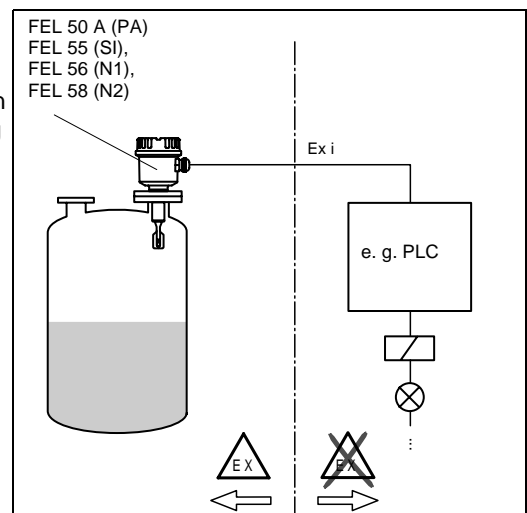 FEL 50 A (PA)
FEL 55 (SI),
FEL 56 (N1),
FEL 58 (N2)
Ex i
e. g. PLC
EX
EX